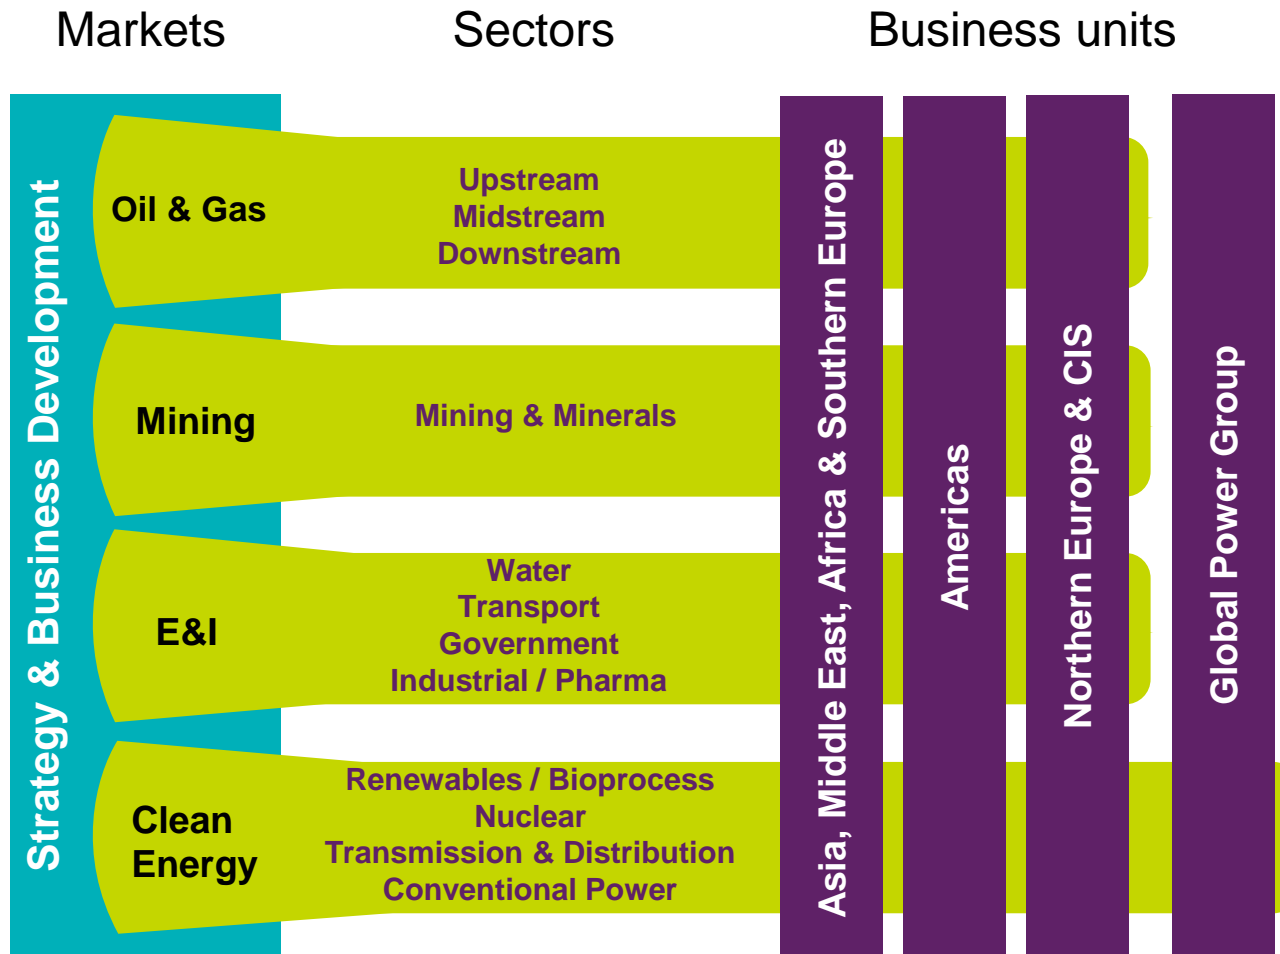 Markets
Sectors
Business units
Strategy & Business Development
Oil & Gas
Upstream
Midstream
Downstream
Mining
Mining & Minerals
E&I
Water
Transport
Government
Industrial / Pharma
Clean
Energy
Renewables / Bioprocess
Nuclear
Transmission & Distribution
Conventional Power
Asia, Middle East, Africa & Southern Europe
Americas
Northern Europe & CIS
Global Power Group